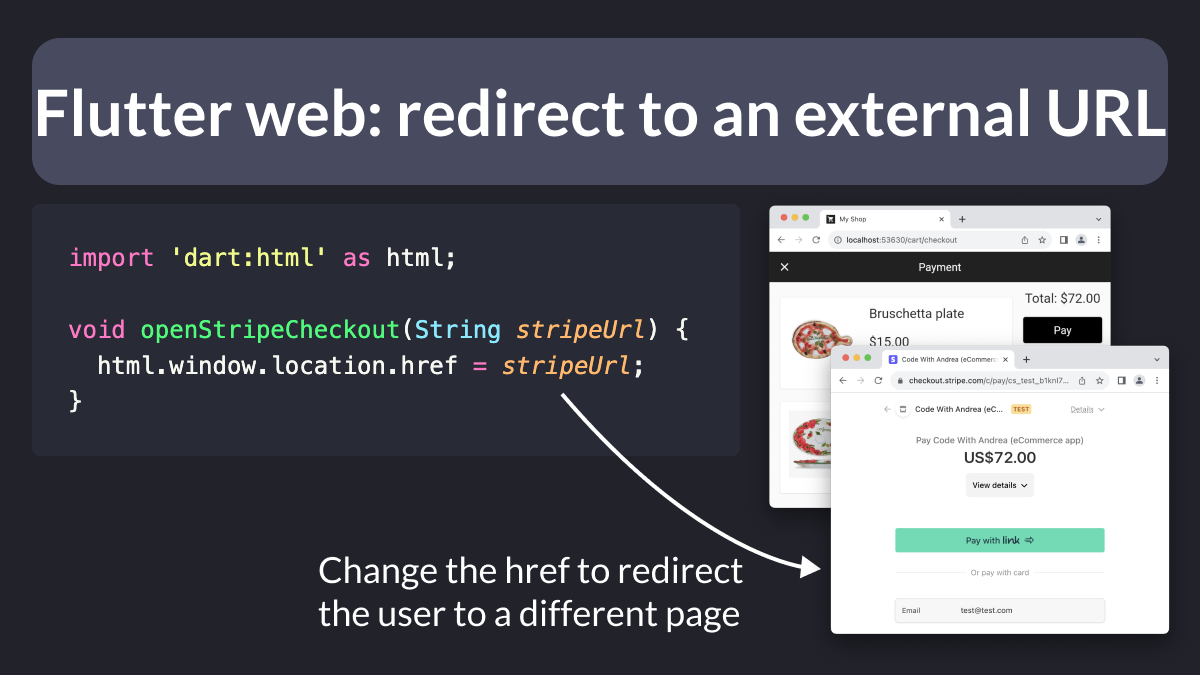 Flutter web: redirect to an external URL
import 'dart:html' as html;
void openStripeCheckout(String stripeUrl) {
  html.window.location.href = stripeUrl;
}
Change the href to redirect
the user to a different page
My Shop
localhost:53630/cart/checkout
Payment
Total: $72.00
Bruschetta plate
Pay
$15.00
Code With Andrea (eCommer
checkout.stripe.com/c/pay/cs_test_b1knl7...
Code With Andrea (eC... TEST Details
Pay Code With Andrea (eCommerce app)
US$72.00
View details
Pay with link
Or pay with card
Email test@test.com